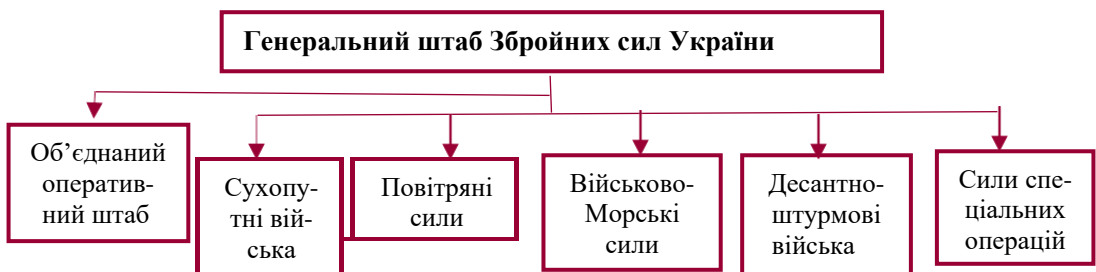 Генеральний штаб Збройних сил України
Об’єднаний
оператив-
ний штаб
Сухопу-
тні вій-
ська
Повітряні
сили
Військово-
Морські
сили
Десантно-
штурмові
війська
Сили спе-
ціальних
операцій